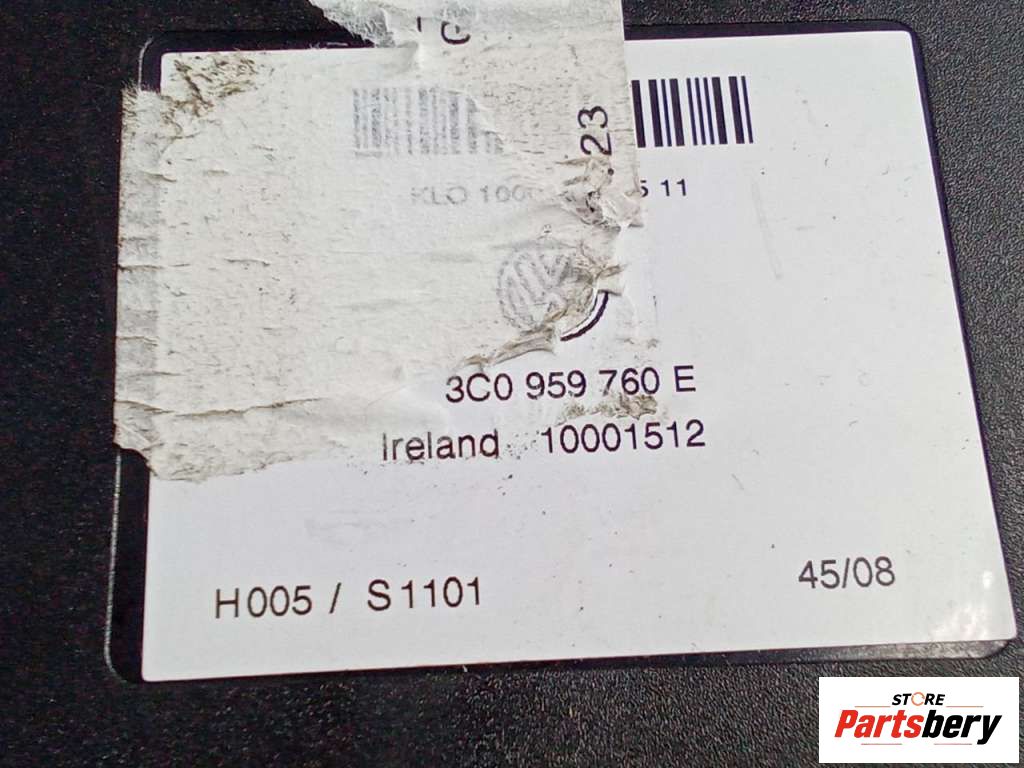 23
KLO 100 5 11
3C0 959 760 E
Ireland 10001512
H005 / S1101
45/08
STORE
Partsbery